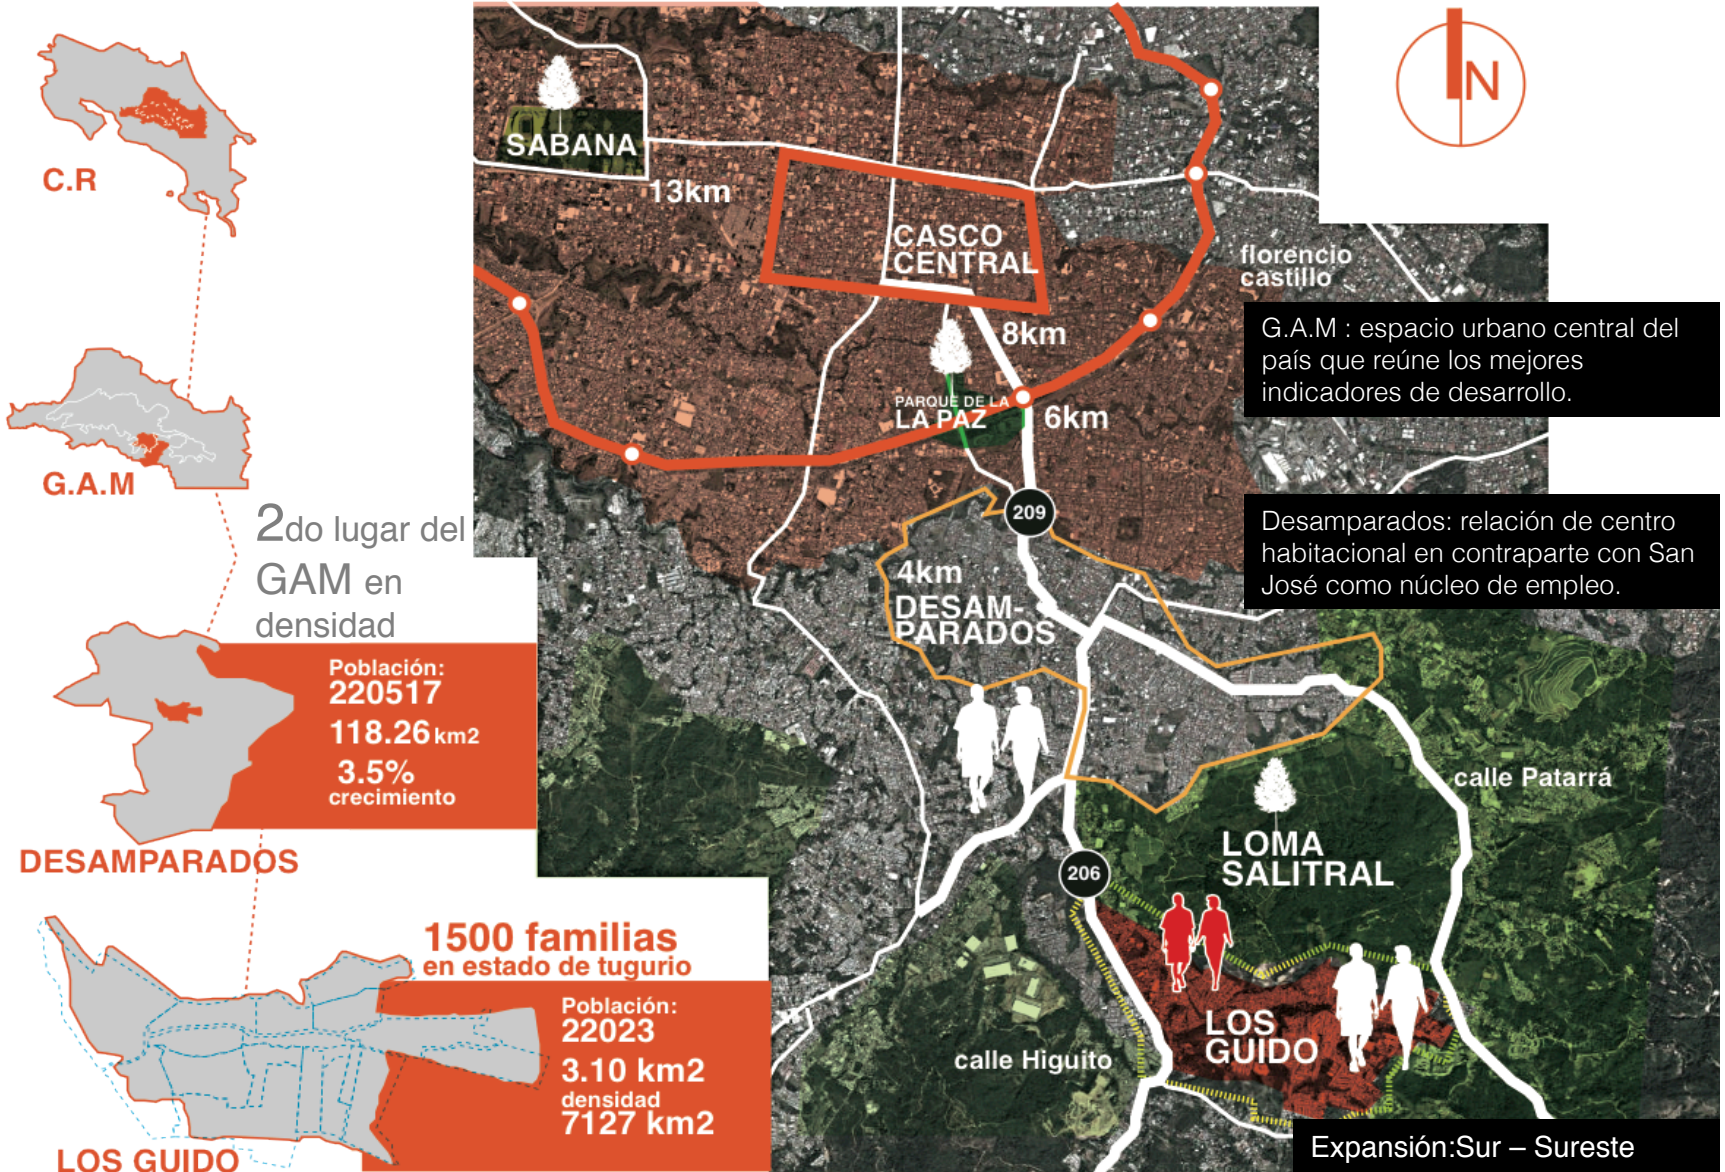 C.R
G.A.M
2do lugar del
GAM en
densidad
Población:
220517
118.26 km2
3.5%
crecimiento
DESAMPARADOS
1500 familias
en estado de tugurio
Población:
22023
3.10 km2
densidad
7127 km2
LOS GUIDO
SABANA
13km
CASCO
CENTRAL
8km
PARQUE DE LA
LA PAZ
6km
209
4km
DESAM-
PARADOS
florencio
castillo
N
G.A.M : espacio urbano central del
país que reúne los mejores
indicadores de desarrollo.
Desamparados: relación de centro
habitacional en contraparte con San
José como núcleo de empleo.
calle Patarrá
LOMA
SALITRAL
206
LOS
GUIDO
calle Higuito
Expansión:Sur – Sureste